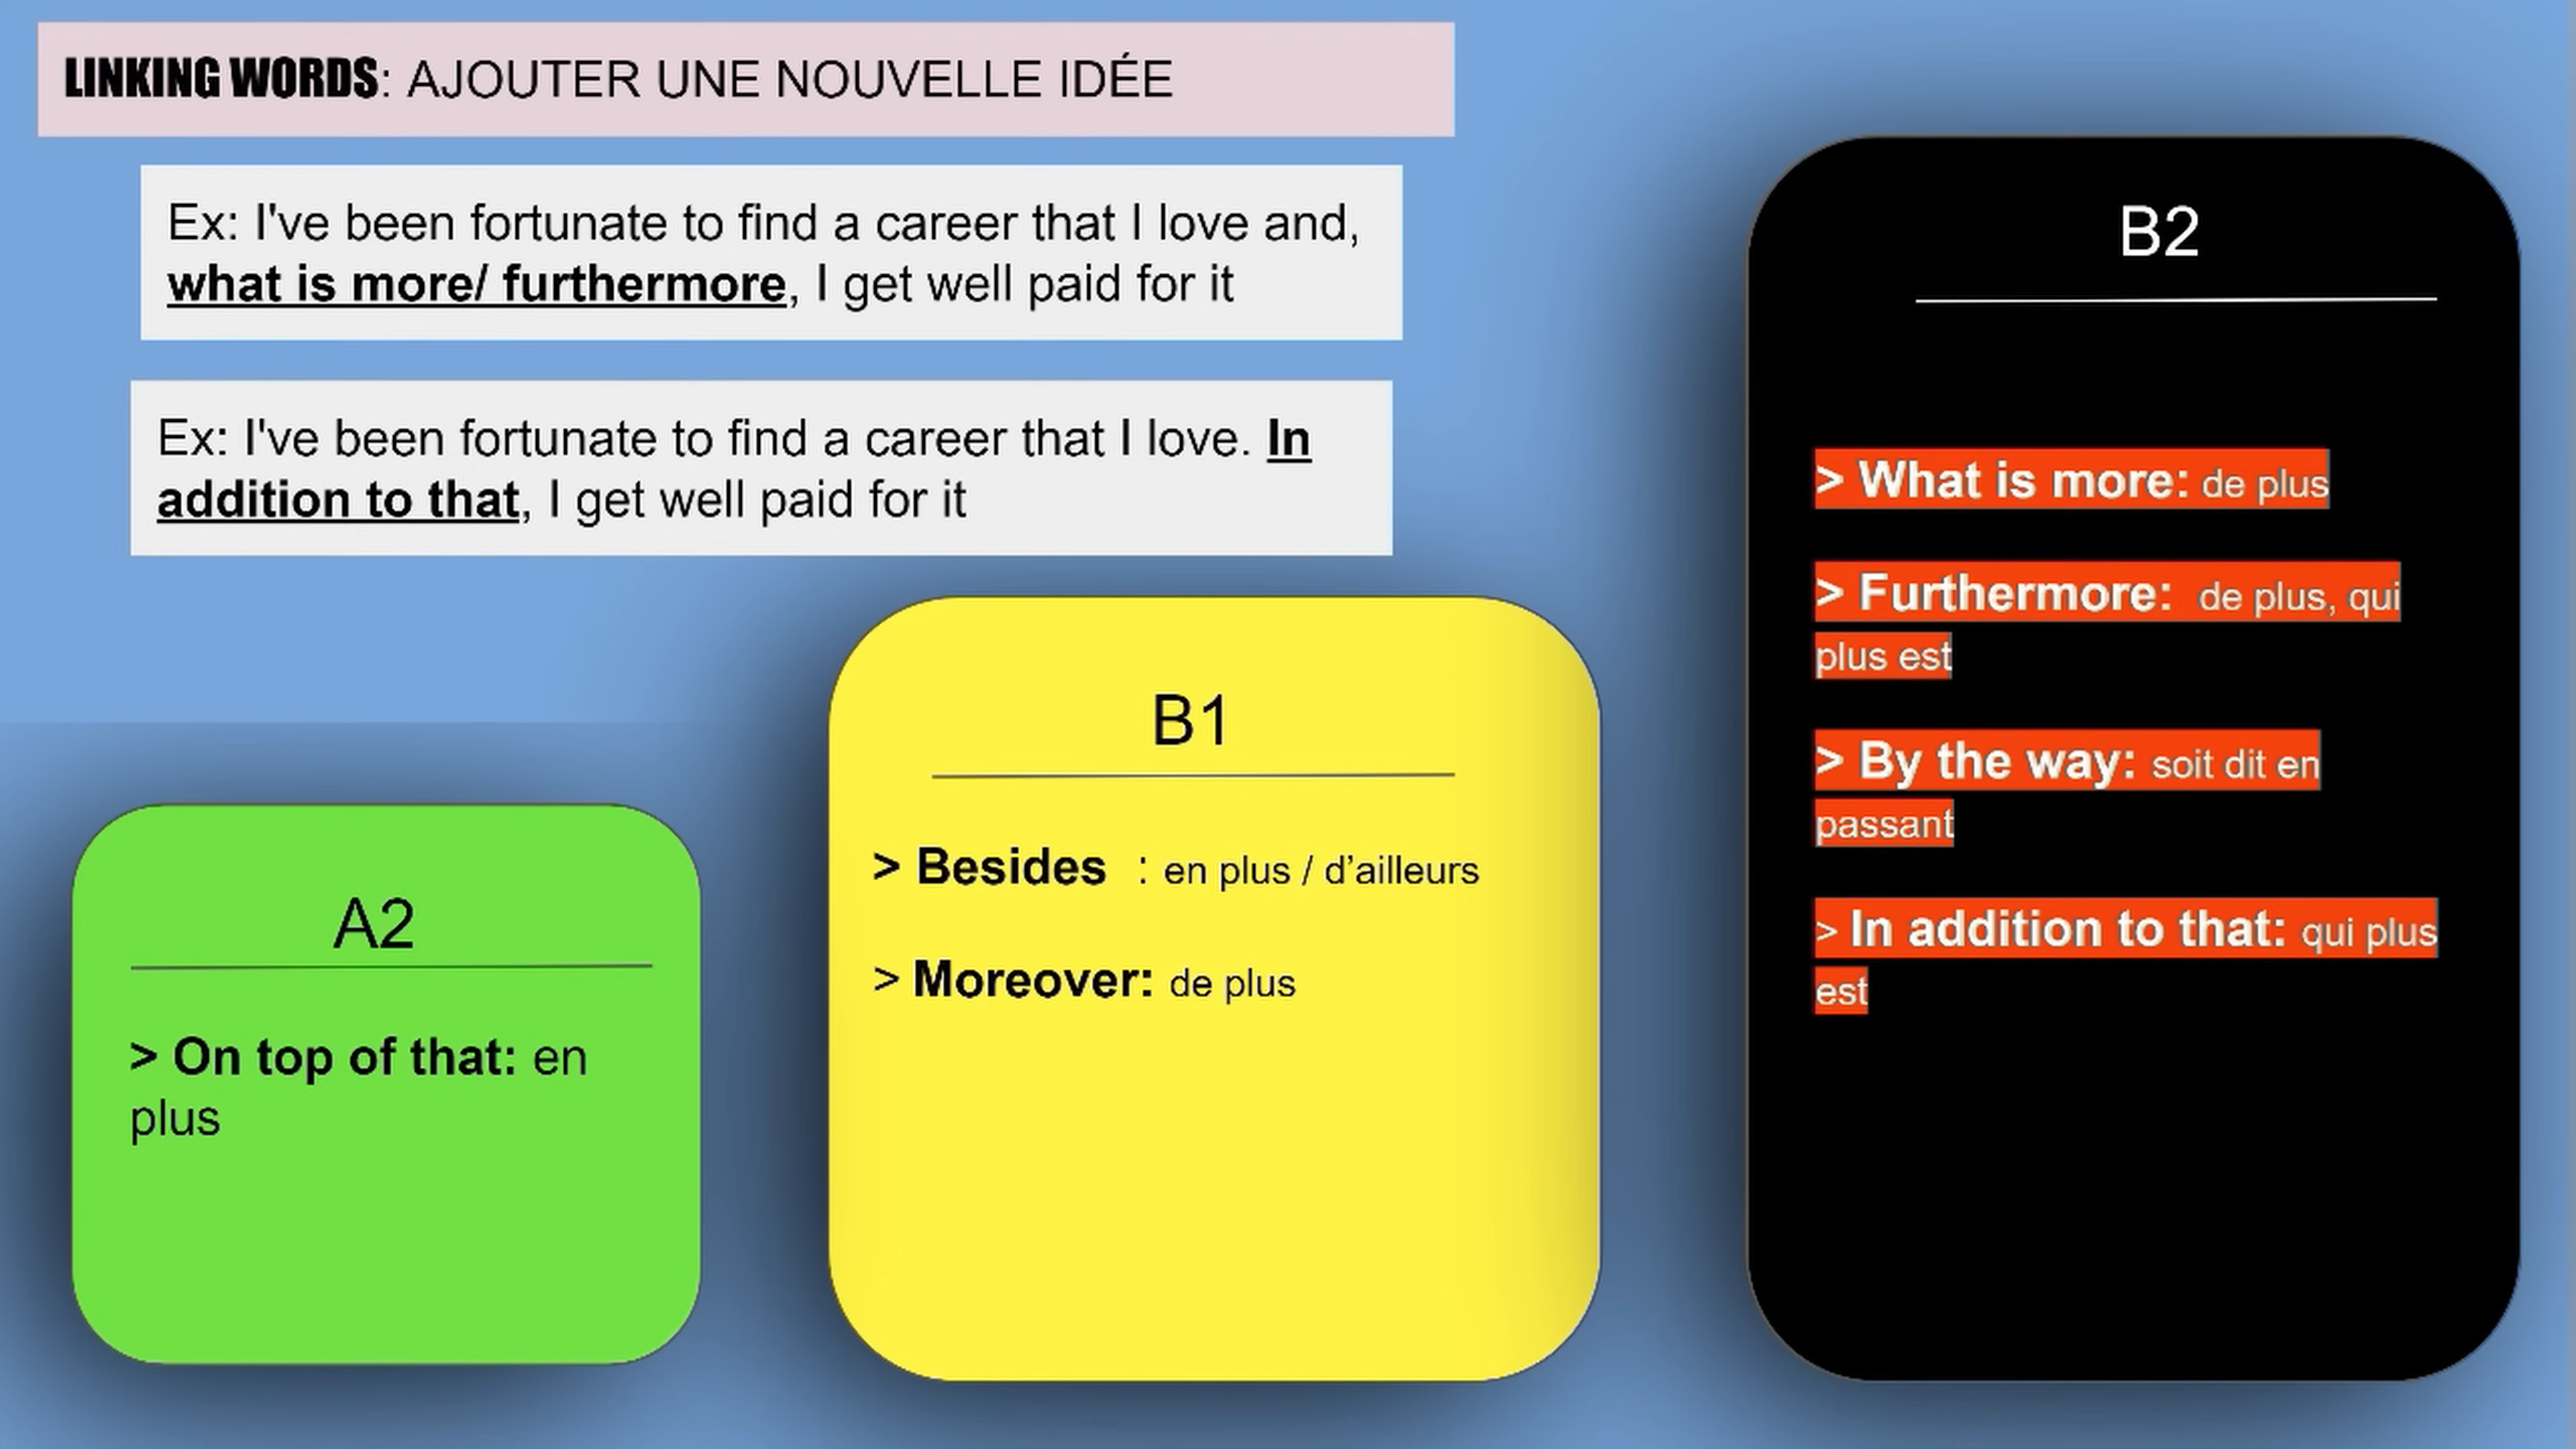 LINKING WORDS: AJOUTER UNE NOUVELLE IDÉE
Ex: I've been fortunate to find a career that I love and,
what is more/ furthermore, I get well paid for it
Ex: I've been fortunate to find a career that I love. In
addition to that, I get well paid for it
A2
> On top of that: en
plus
B1
> Besides : en plus / d’ailleurs
> Moreover: de plus
B2
> What is more: de plus
> Furthermore: de plus, qui
plus est
> By the way: soit dit en
passant
> In addition to that: qui plus
est